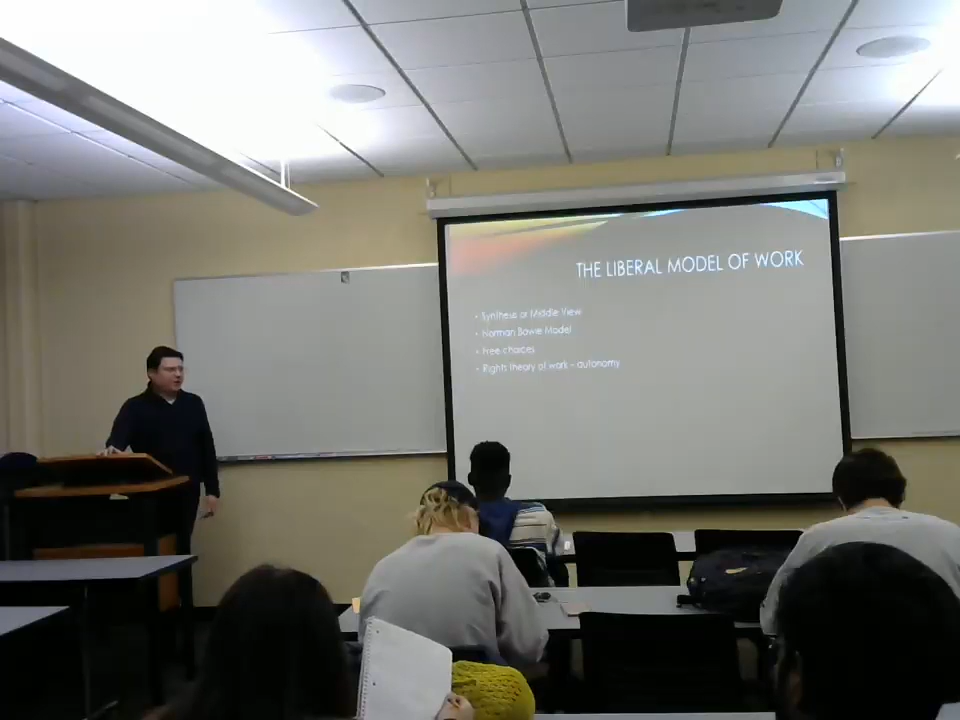 THE LIBERAL MODEL OF WORK
• Synthesis or Middle View
• Norman Bowie Model
• Free choices
• Rights theory of work - autonomy